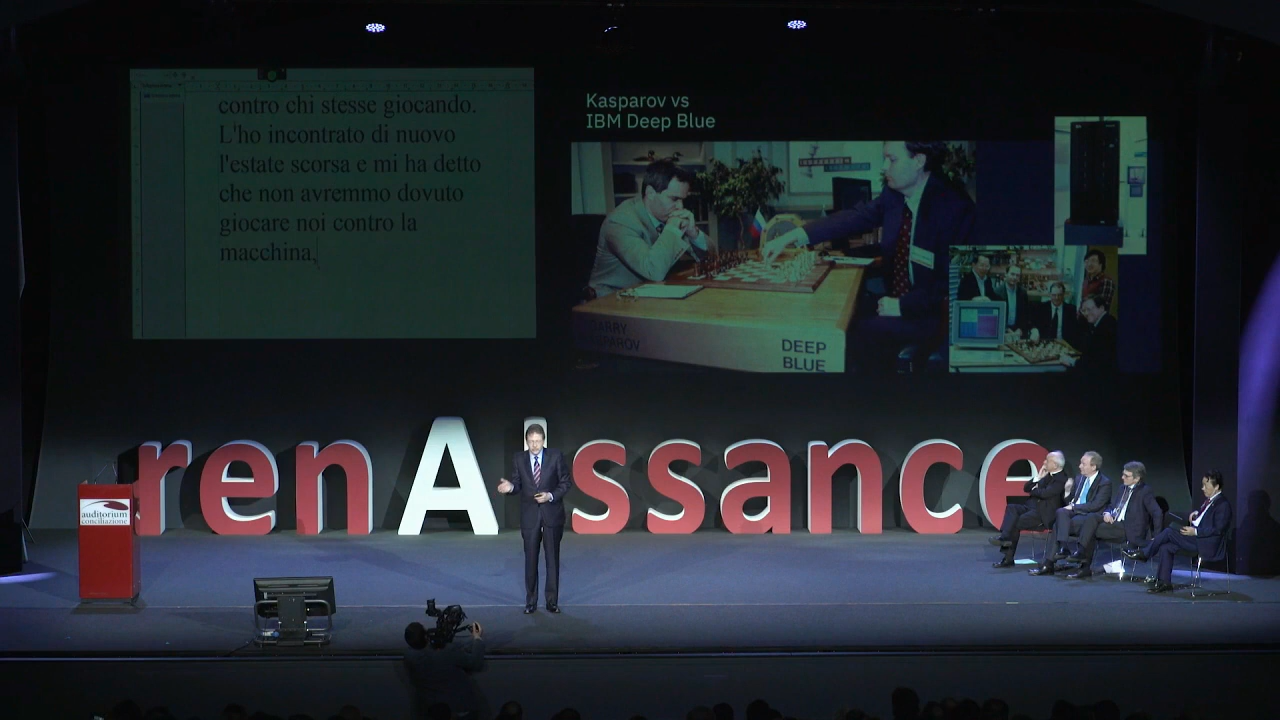 contro chi stesse giocando.
L'ho incontrato di nuovo
l'estate scorsa e mi ha detto
che non avremmo dovuto
giocare noi contro la
macchina,
Kasparov vs
IBM Deep Blue
DEEP
BLUE
renAIssance
auditorium
conciliazione